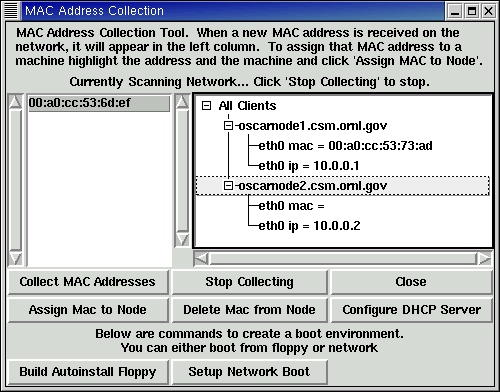 MAC Address Collection
MAC Address Collection Tool. When a new MAC address is received on the
network, it will appear in the left column. To assign that MAC address to a
machine highlight the address and the machine and click 'Assign MAC to Node'.
Currently Scanning Network... Click 'Stop Collecting' to stop.
00:a0:cc:53:6d:ef
All Clients
oscarnode1.csm.ornl.gov
eth0 mac = 00:a0:cc:53:73:ad
eth0 ip = 10.0.0.1
oscarnode2.csm.ornl.gov
eth0 mac =
eth0 ip = 10.0.0.2
Collect MAC Addresses
Stop Collecting
Close
Assign Mac to Node
Delete Mac from Node
Configure DHCP Server
Below are commands to create a boot environment.
You can either boot from floppy or network
Build Autoinstall Floppy
Setup Network Boot